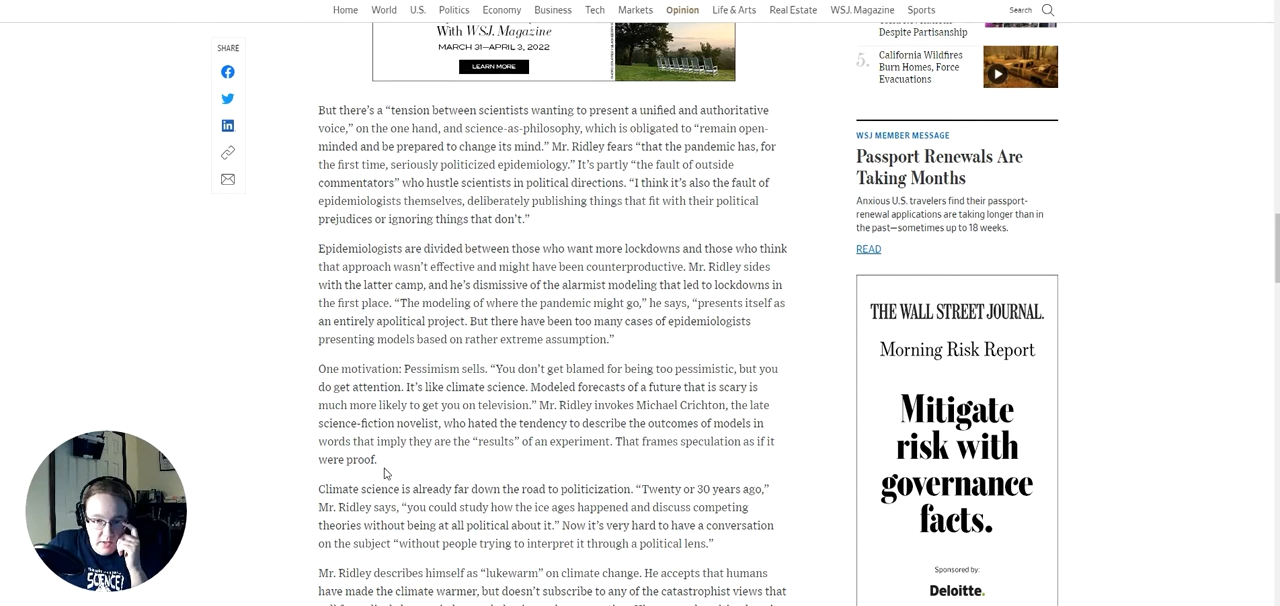 Home World U.S. Politics Economy Business Tech Markets Opinion Life & Arts Real Estate WSJ. Magazine Sports Search
With WSJ. Magazine
MARCH 31—APRIL 3, 2022
LEARN MORE
SHARE
But there’s a “tension between scientists wanting to present a unified and authoritative
voice,” on the one hand, and science-as-philosophy, which is obligated to “remain open-
minded and be prepared to change its mind.” Mr. Ridley fears “that the pandemic has, for
the first time, seriously politicized epidemiology.” It’s partly “the fault of outside
commentators” who hustle scientists in political directions. “I think it’s also the fault of
epidemiologists themselves, deliberately publishing things that fit with their political
prejudices or ignoring things that don’t.”
Epidemiologists are divided between those who want more lockdowns and those who think
that approach wasn’t effective and might have been counterproductive. Mr. Ridley sides
with the latter camp, and he’s dismissive of the alarmist modeling that led to lockdowns in
the first place. “The modeling of where the pandemic might go,” he says, “presents itself as
an entirely apolitical project. But there have been too many cases of epidemiologists
presenting models based on rather extreme assumption.”
One motivation: Pessimism sells. “You don’t get blamed for being too pessimistic, but you
do get attention. It’s like climate science. Modeled forecasts of a future that is scary is
much more likely to get you on television.” Mr. Ridley invokes Michael Crichton, the late
science-fiction novelist, who hated the tendency to describe the outcomes of models in
words that imply they are the “results” of an experiment. That frames speculation as if it
were proof.
Climate science is already far down the road to politicization. “Twenty or 30 years ago,”
Mr. Ridley says, “you could study how the ice ages happened and discuss competing
theories without being at all political about it.” Now it’s very hard to have a conversation
on the subject “without people trying to interpret it through a political lens.”
Mr. Ridley describes himself as “lukewarm” on climate change. He accepts that humans
have made the climate warmer, but doesn’t subscribe to any of the catastrophist views that
Despite Partisanship
5. California Wildfires
Burn Homes, Force
Evacuations
WSJ MEMBER MESSAGE
Passport Renewals Are
Taking Months
Anxious U.S. travelers find their passport-
renewal applications are taking longer than in
the past—sometimes up to 18 weeks.
READ
THE WALL STREET JOURNAL.
Morning Risk Report
Mitigate
risk with
governance
facts.
Sponsored by:
Deloitte.
SCIENCE!